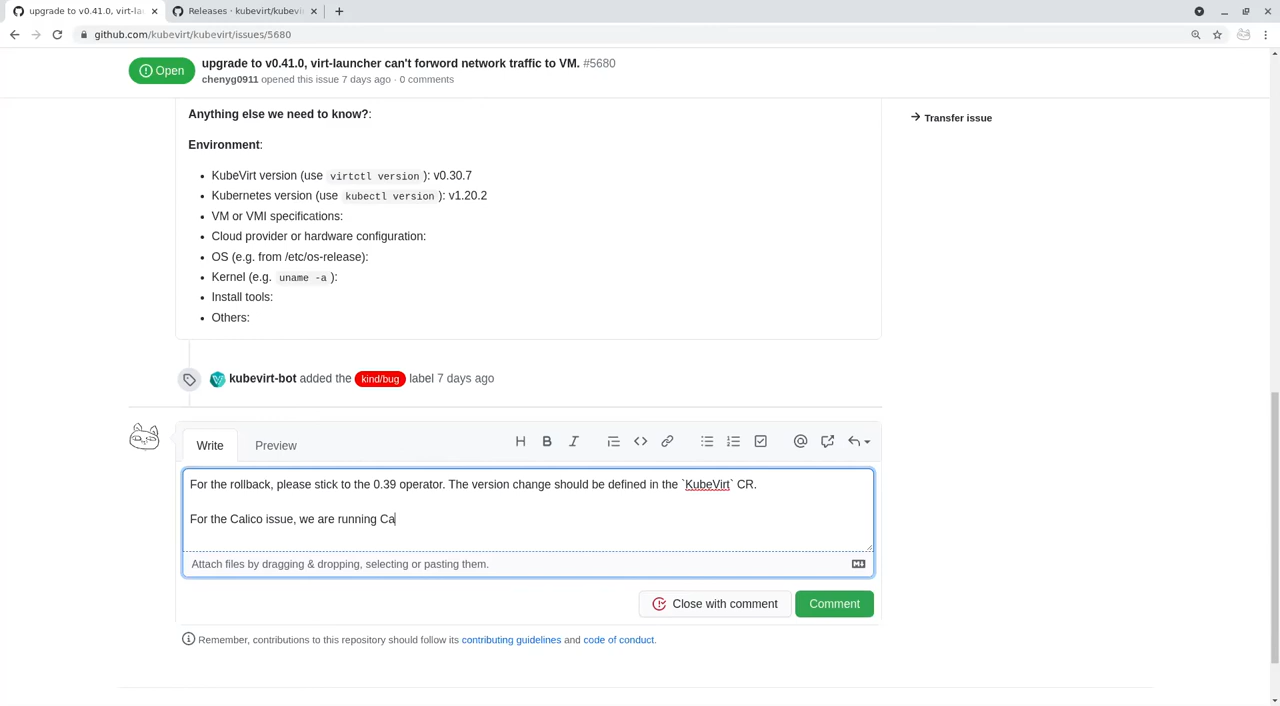 upgrade to v0.41.0, virt-la
Releases · kubevirt/kubevir
github.com/kubevirt/kubevirt/issues/5680
Open
upgrade to v0.41.0, virt-launcher can't forword network traffic to VM. #5680
chenyg0911 opened this issue 7 days ago · 0 comments
Anything else we need to know?:
Transfer issue
Environment:
• KubeVirt version (use virtctl version ): v0.30.7
• Kubernetes version (use kubectl version ): v1.20.2
• VM or VMI specifications:
• Cloud provider or hardware configuration:
• OS (e.g. from /etc/os-release):
• Kernel (e.g. uname -a ):
• Install tools:
• Others:
kubevirt-bot added the kind/bug label 7 days ago
Write
Preview
For the rollback, please stick to the 0.39 operator. The version change should be defined in the `KubeVirt` CR.
For the Calico issue, we are running Ca
Attach files by dragging & dropping, selecting or pasting them.
Close with comment
Comment
Remember, contributions to this repository should follow its contributing guidelines and code of conduct.